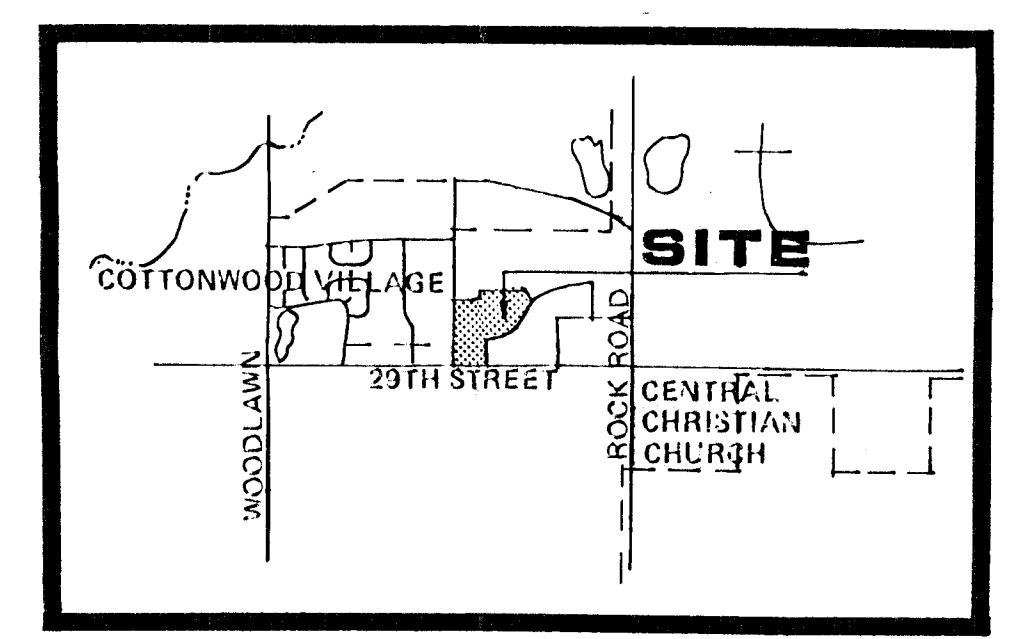 SITE
COTTONWOOD VILLAGE
29TH STREET
WOODLAWN
ROCK ROAD
CENTRAL
CHRISTIAN
CHURCH